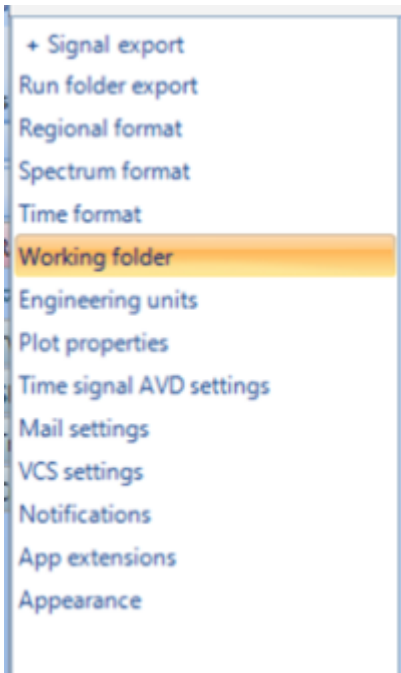 + Signal export
Run folder export
Regional format
Spectrum format
Time format
Working folder
Engineering units
Plot properties
Time signal AVD settings
Mail settings
VCS settings
Notifications
App extensions
Appearance